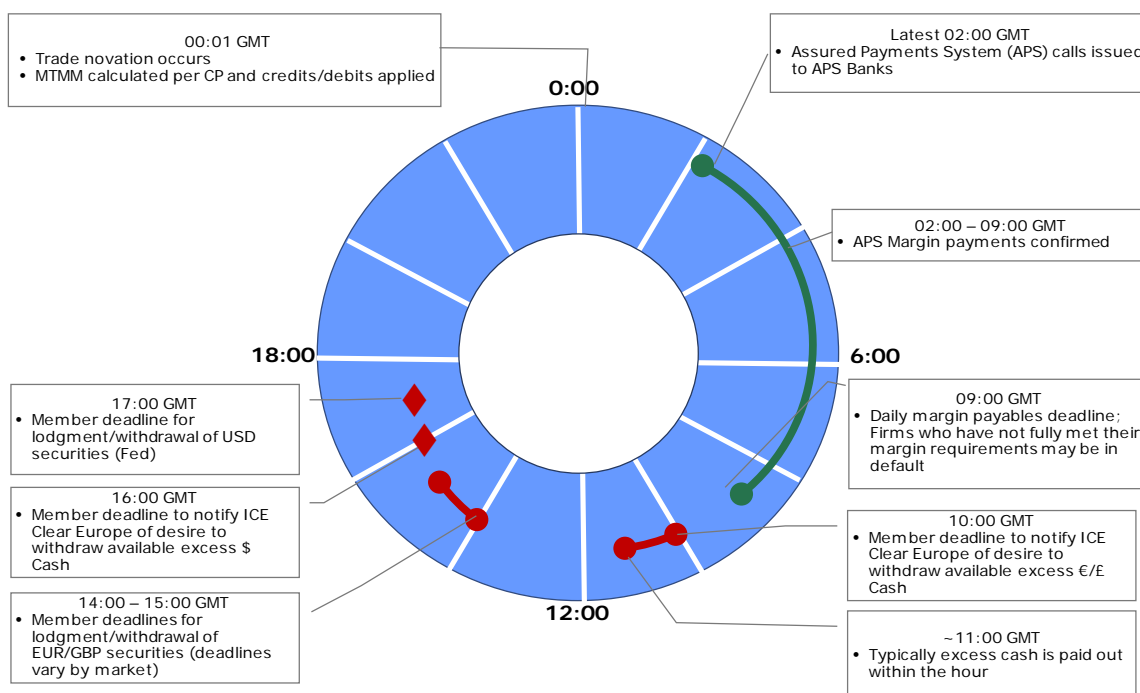 00:01 GMT
• Trade novation occurs
• MTMM calculated per CP and credits/debits applied
Latest 02:00 GMT
• Assured Payments System (APS) calls issued
to APS Banks
0:00
02:00 – 09:00 GMT
• APS Margin payments confirmed
18:00
6:00
17:00 GMT
• Member deadline for
lodgment/withdrawal of USD
securities (Fed)
09:00 GMT
• Daily margin payables deadline;
Firms who have not fully met their
margin requirements may be in
default
16:00 GMT
• Member deadline to notify ICE
Clear Europe of desire to
withdraw available excess $
Cash
10:00 GMT
• Member deadline to notify ICE
Clear Europe of desire to
withdraw available excess €/£
Cash
14:00 – 15:00 GMT
• Member deadlines for
lodgment/withdrawal of
EUR/GBP securities (deadlines
vary by market)
12:00
~11:00 GMT
• Typically excess cash is paid out
within the hour